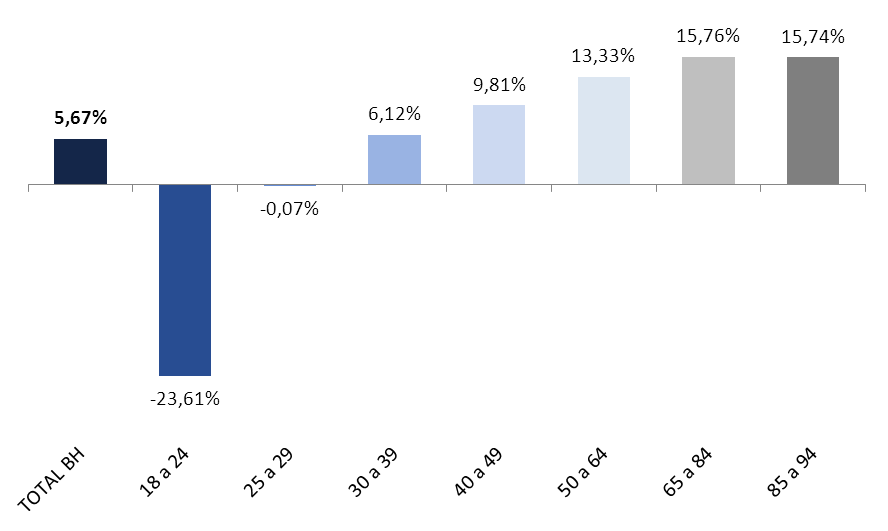 5,67%
-23,61%
-0,07%
6,12%
9,81%
13,33%
15,76%
15,74%
TOTAL BH
18 a 24
25 a 29
30 a 39
40 a 49
50 a 64
65 a 84
85 a 94